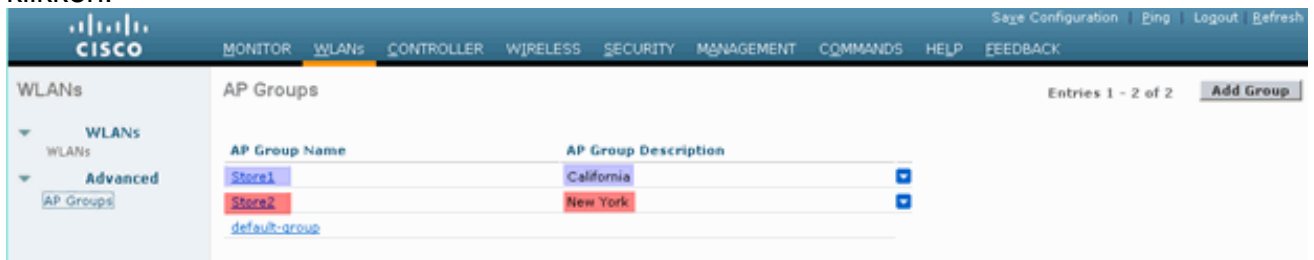 klikken.
Save Configuration | Ping | Logout | Refresh
CISCO MONITOR WLANs CONTROLLER WIRELESS SECURITY MANAGEMENT COMMANDS HELP FEEDBACK
WLANs
AP Groups
Entries 1 - 2 of 2
Add Group
WLANs
WLANs
Advanced
AP Groups
AP Group Name AP Group Description
Store1 California
Store2 New York
default-group